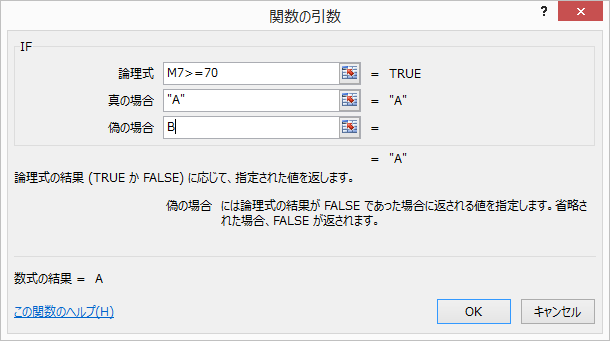 関数の引数
?
IF
論理式 M7>=70 = TRUE
真の場合 "A" = "A"
偽の場合 B =
= "A"
論理式の結果 (TRUE か FALSE) に応じて、指定された値を返します。
偽の場合 には論理式の結果が FALSE であった場合に返される値を指定します。省略
された場合、FALSE が返されます。
数式の結果 = A
この関数のヘルプ(H)
OK キャンセル